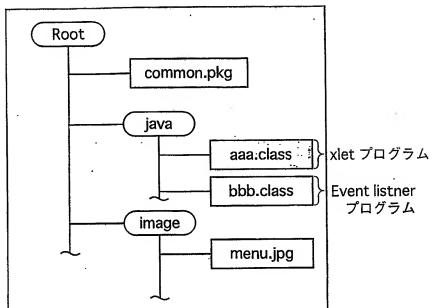 Root
common.pkg
java
aaa.class
xlet プログラム
bbb.class
Event listner
プログラム
image
menu.jpg